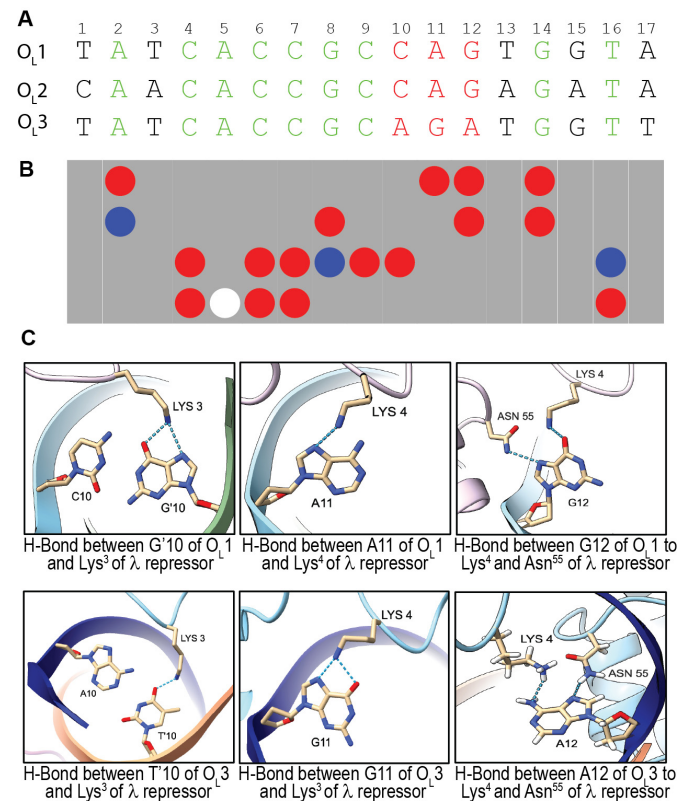 A
1 2 3 4 5 6 7 8 9 10 11 12 13 14 15 16 17
OL1 T A T C A C C G C C A G T G G T A
OL2 C A A C A C C G C C A G A G A T A
OL3 T A T C A C C G C A G A T G G T T
B
C
LYS 3
C10
G'10
H-Bond between G'10 of OL1
and Lys3 of λ repressor
LYS 4
A11
H-Bond between A11 of OL1
and Lys4 of λ repressor
LYS 4
ASN 55
G12
H-Bond between G12 of OL1 to
Lys4 and Asn55 of λ repressor
LYS 3
A10
T'10
H-Bond between T'10 of OL3
and Lys3 of λ repressor
LYS 4
G11
H-Bond between G11 of OL3
and Lys3 of λ repressor
LYS 4
ASN 55
A12
H-Bond between A12 of OL3 to
Lys4 and Asn55 of λ repressor